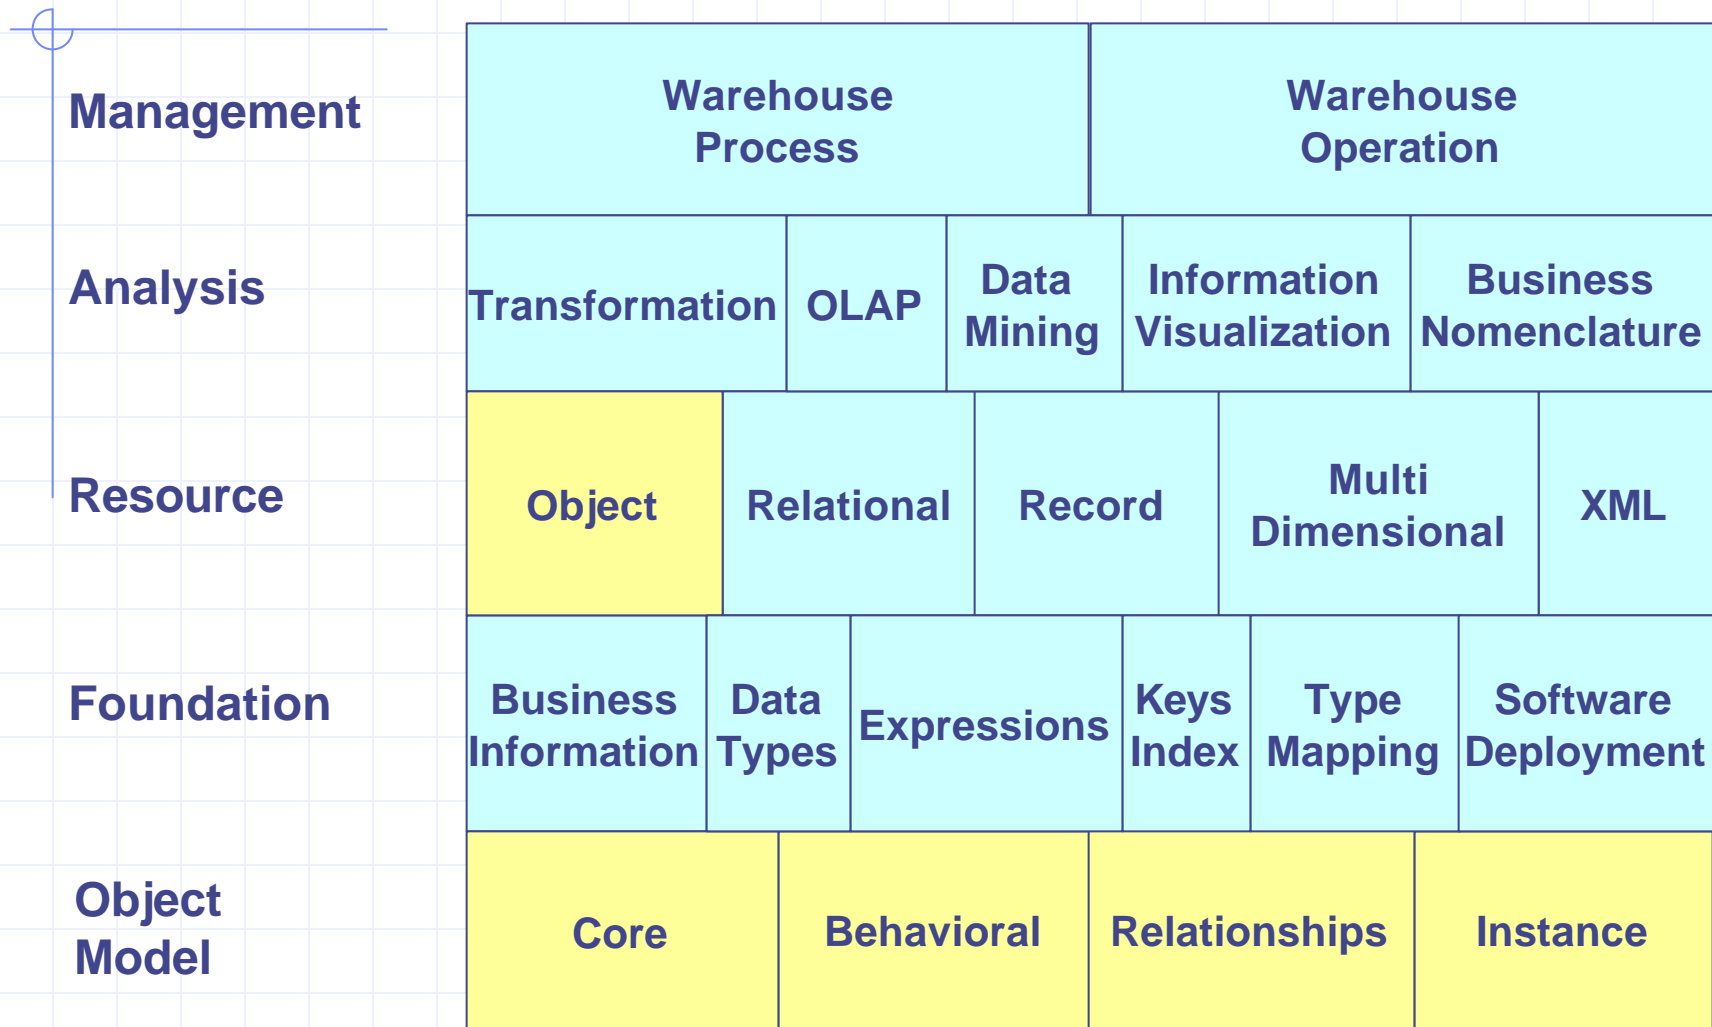 Management
Warehouse
Process
Warehouse
Operation
Analysis
Transformation
OLAP
Data
Mining
Information
Visualization
Business
Nomenclature
Resource
Object
Relational
Record
Multi
Dimensional
XML
Foundation
Business
Information
Data
Types
Expressions
Keys
Index
Type
Mapping
Software
Deployment
Object
Model
Core
Behavioral
Relationships
Instance